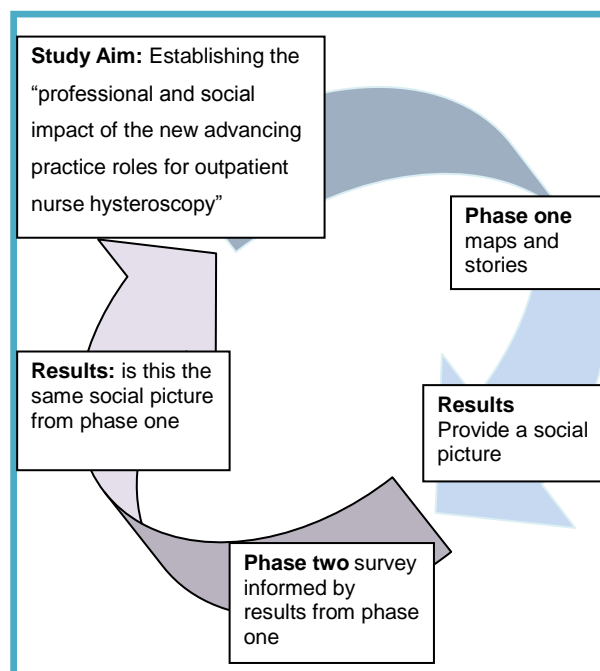 Study Aim: Establishing the
“professional and social
impact of the new advancing
practice roles for outpatient
nurse hysteroscopy”
Phase one
maps and
stories
Results
Provide a social
picture
Phase two survey
informed by
results from phase
one
Results: is this the
same social picture
from phase one